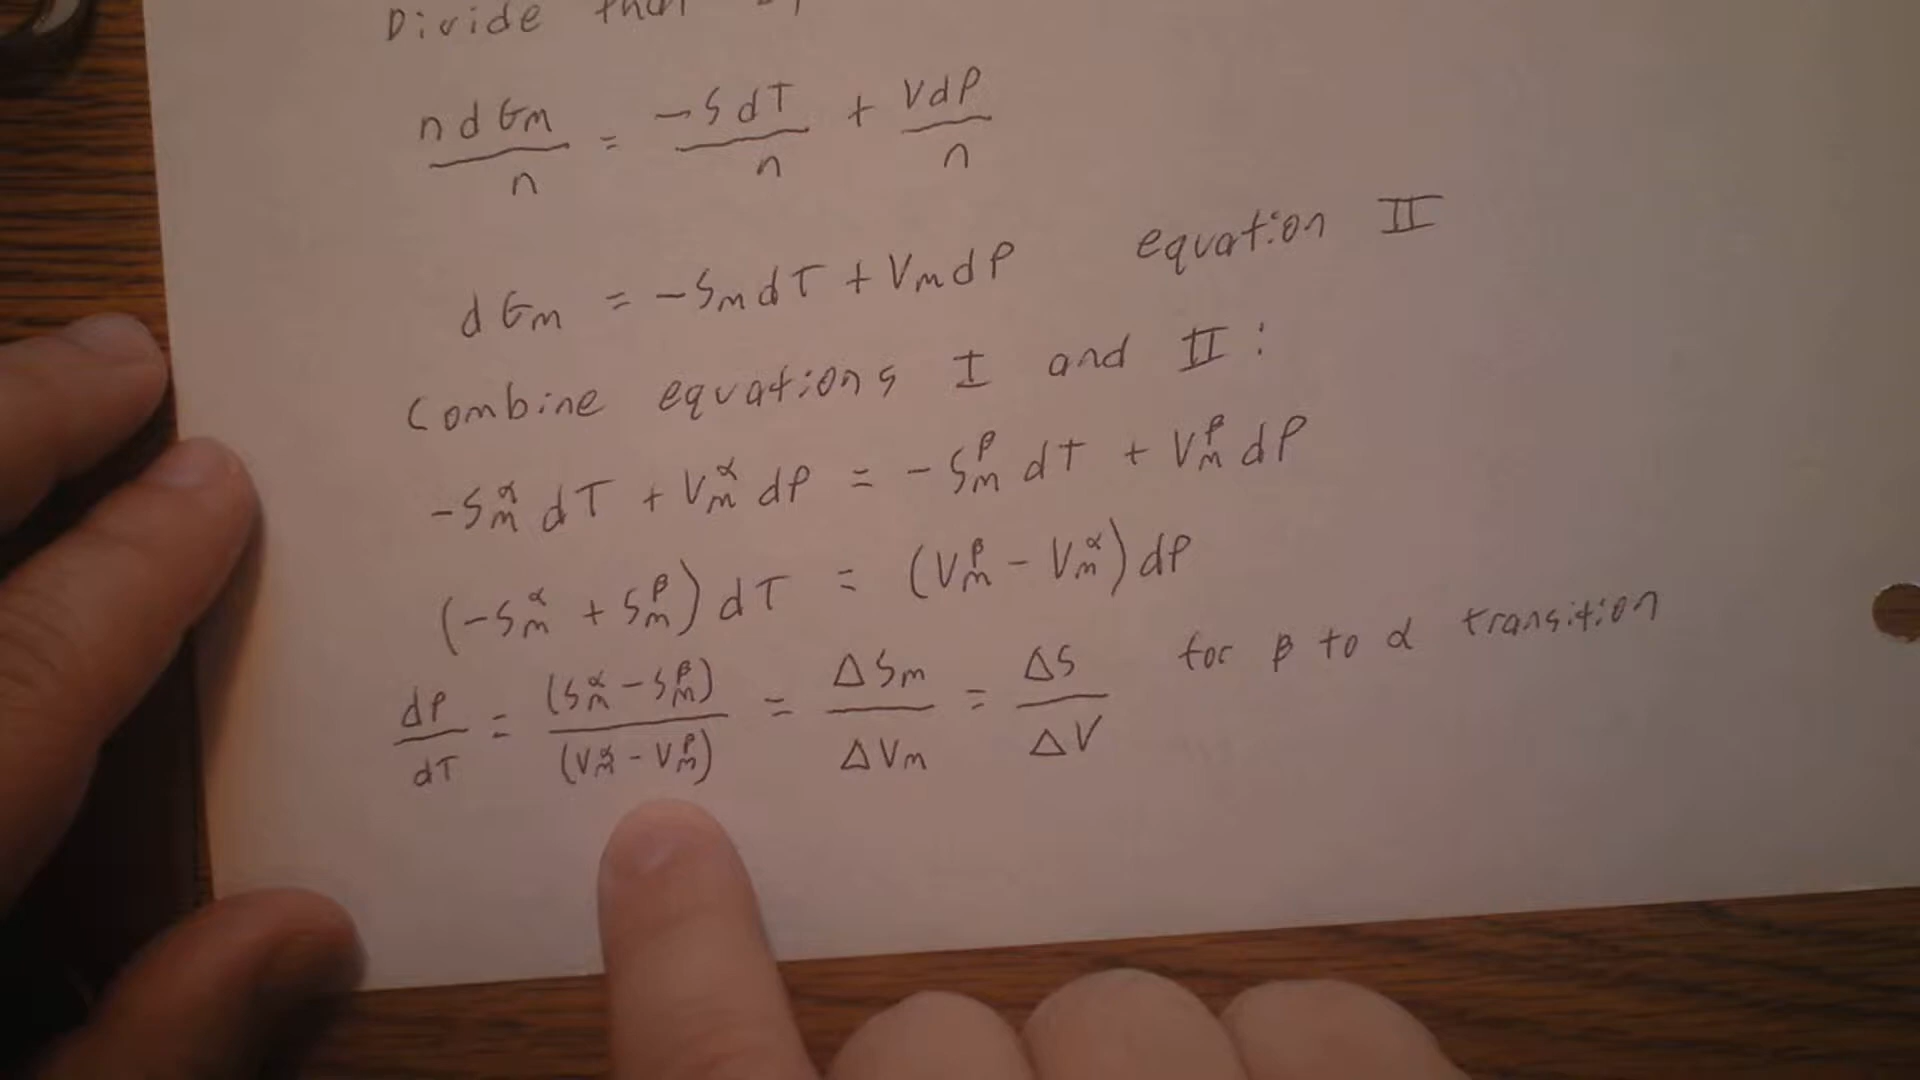 Divide that
n dGm / n = -S dT / n + V dP / n
dGm = -Sm dT + Vm dP equation II
Combine equations I and II:
-Sm^α dT + Vm^α dP = -Sm^β dT + Vm^β dP
(-Sm^α + Sm^β) dT = (Vm^β - Vm^α) dP
dP/dT = (Sm^α - Sm^β) / (Vm^α - Vm^β) = ΔSm / ΔVm = ΔS / ΔV for β to α transition